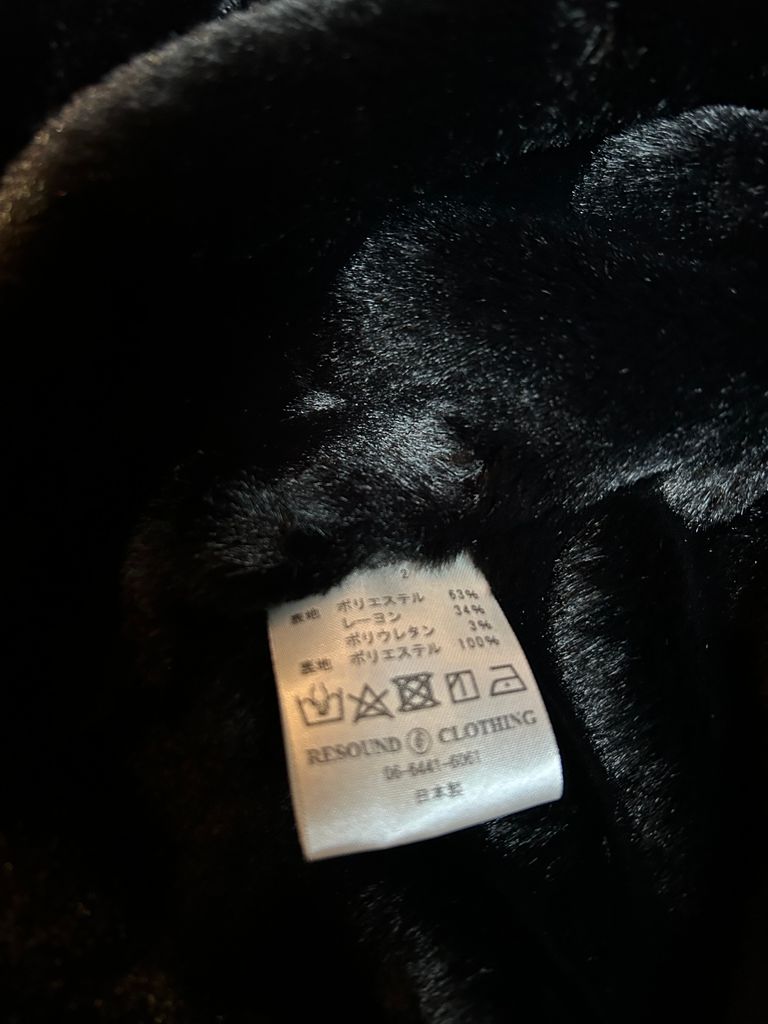 2
表地 ポリエステル 63%
レーヨン 34%
ポリウレタン 3%
裏地 ポリエステル 100%
RESOUND CLOTHING
06-6441-6061
日本製